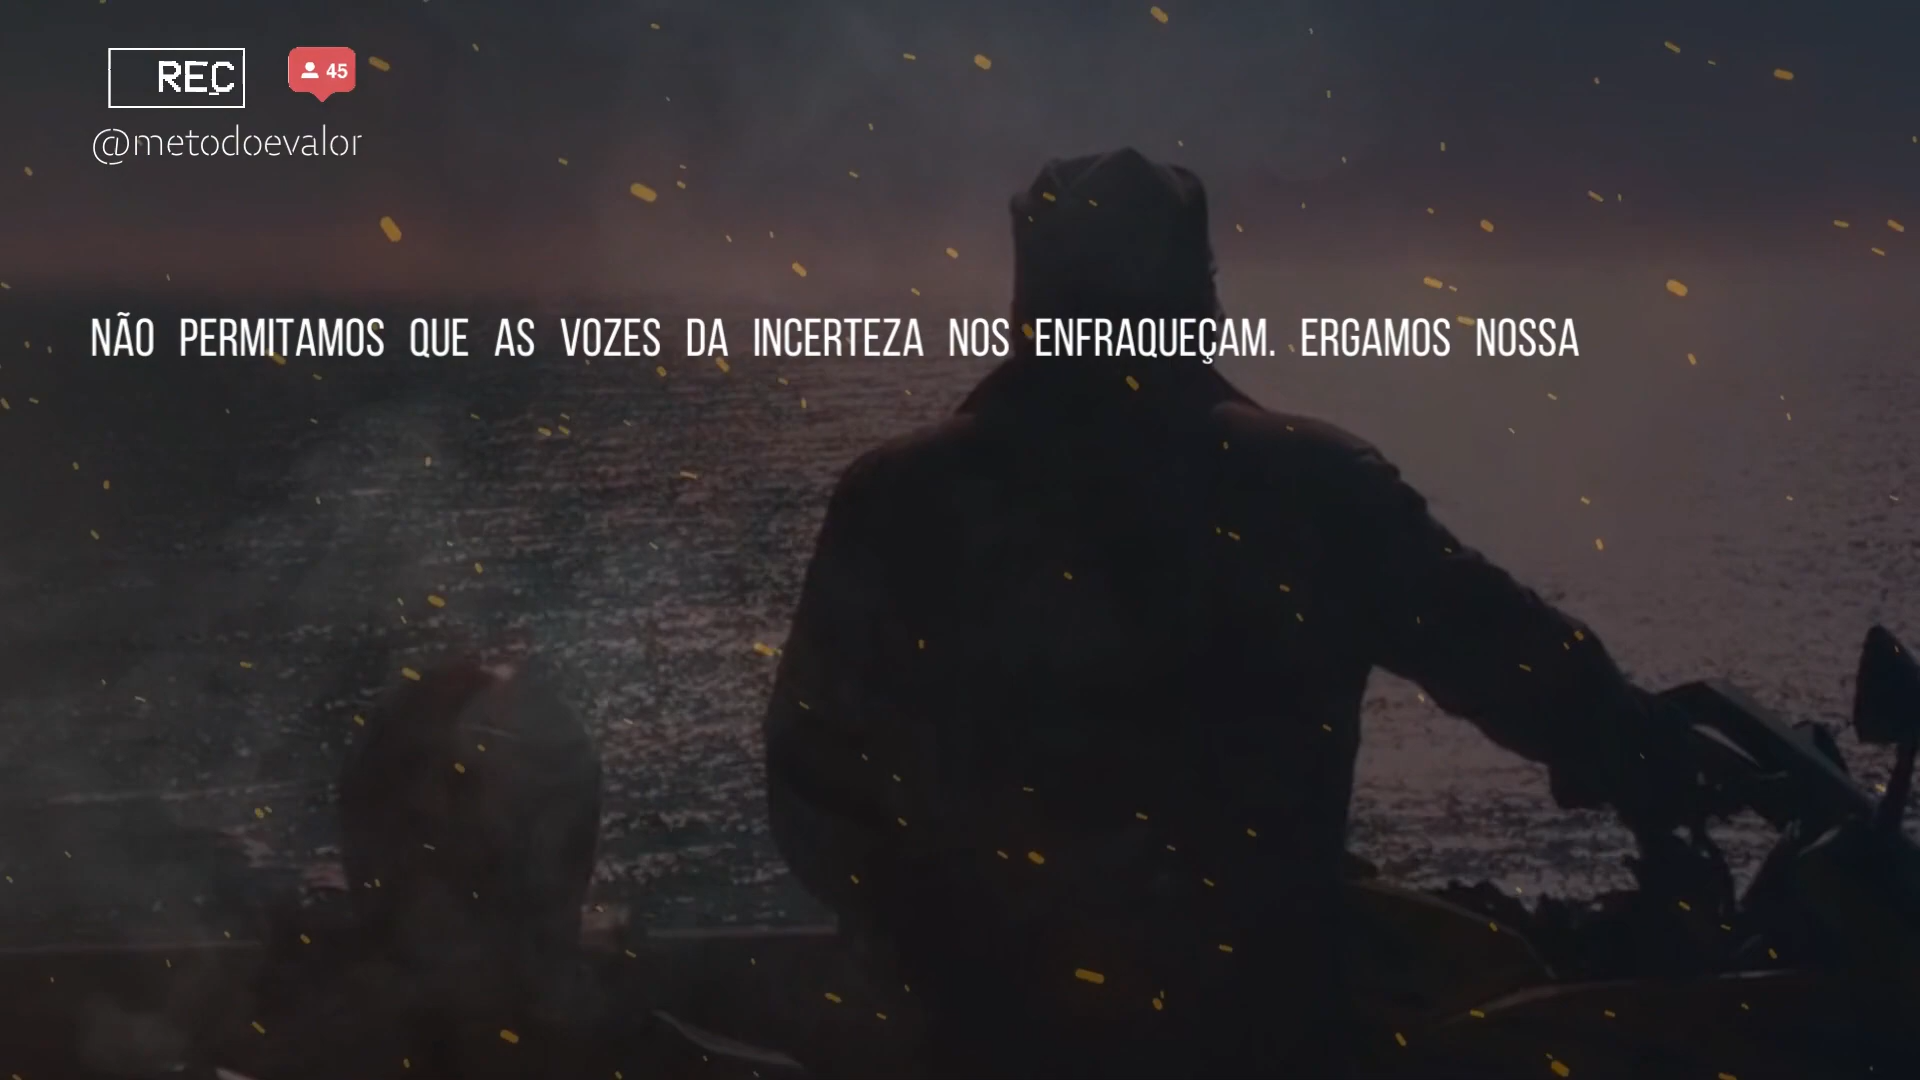 REC
45
@metodoevalor
NÃO PERMITAMOS QUE AS VOZES DA INCERTEZA NOS ENFRAQUEÇAM. ERGAMOS NOSSA